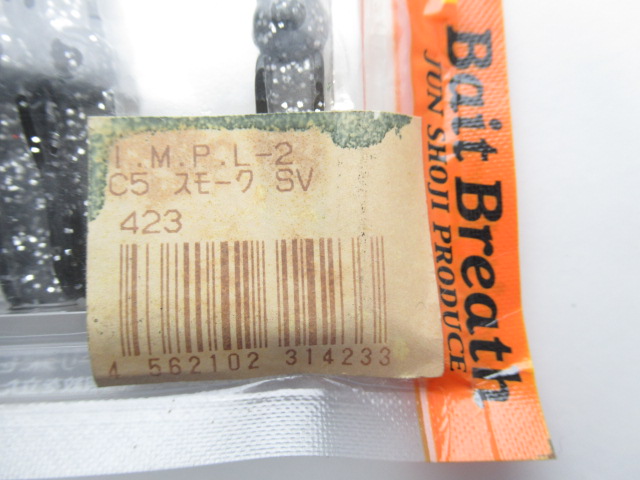 I.M.P.L-2
C5 スモーク SV
423
4 562102 314233
Bait Breath
JUN SHOJI PRODUCE